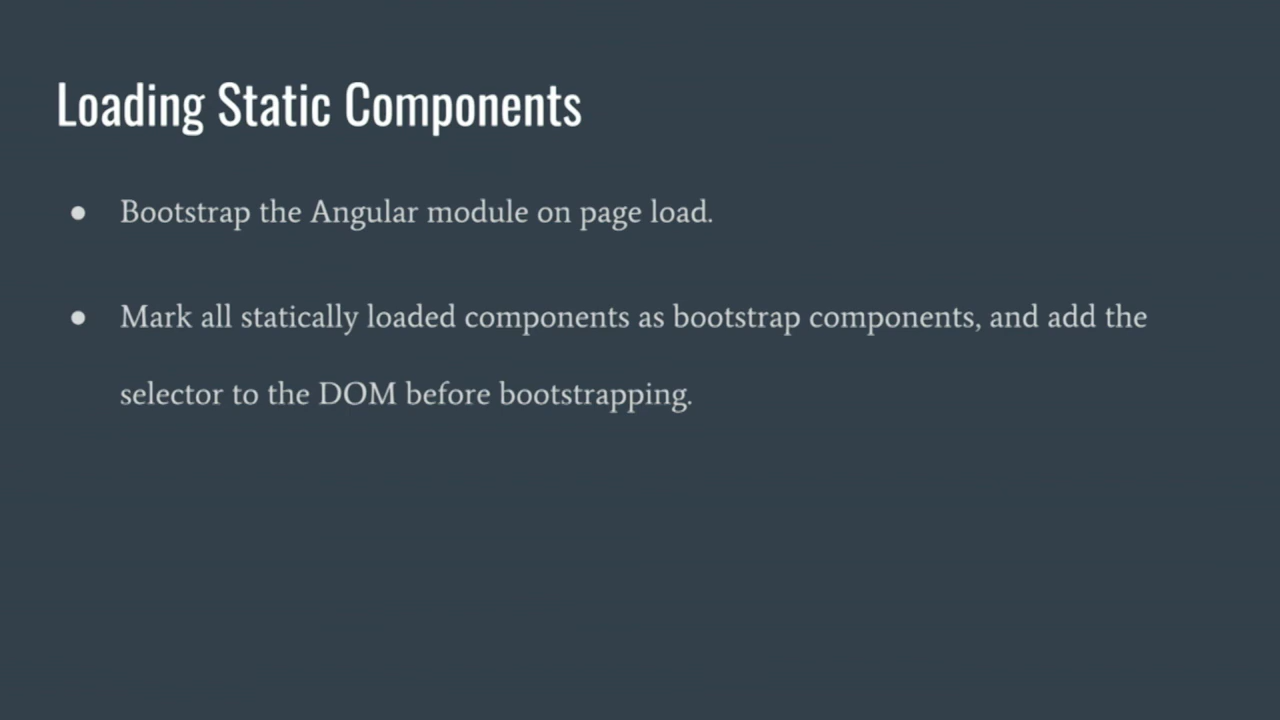 Loading Static Components
● Bootstrap the Angular module on page load.
● Mark all statically loaded components as bootstrap components, and add the
selector to the DOM before bootstrapping.